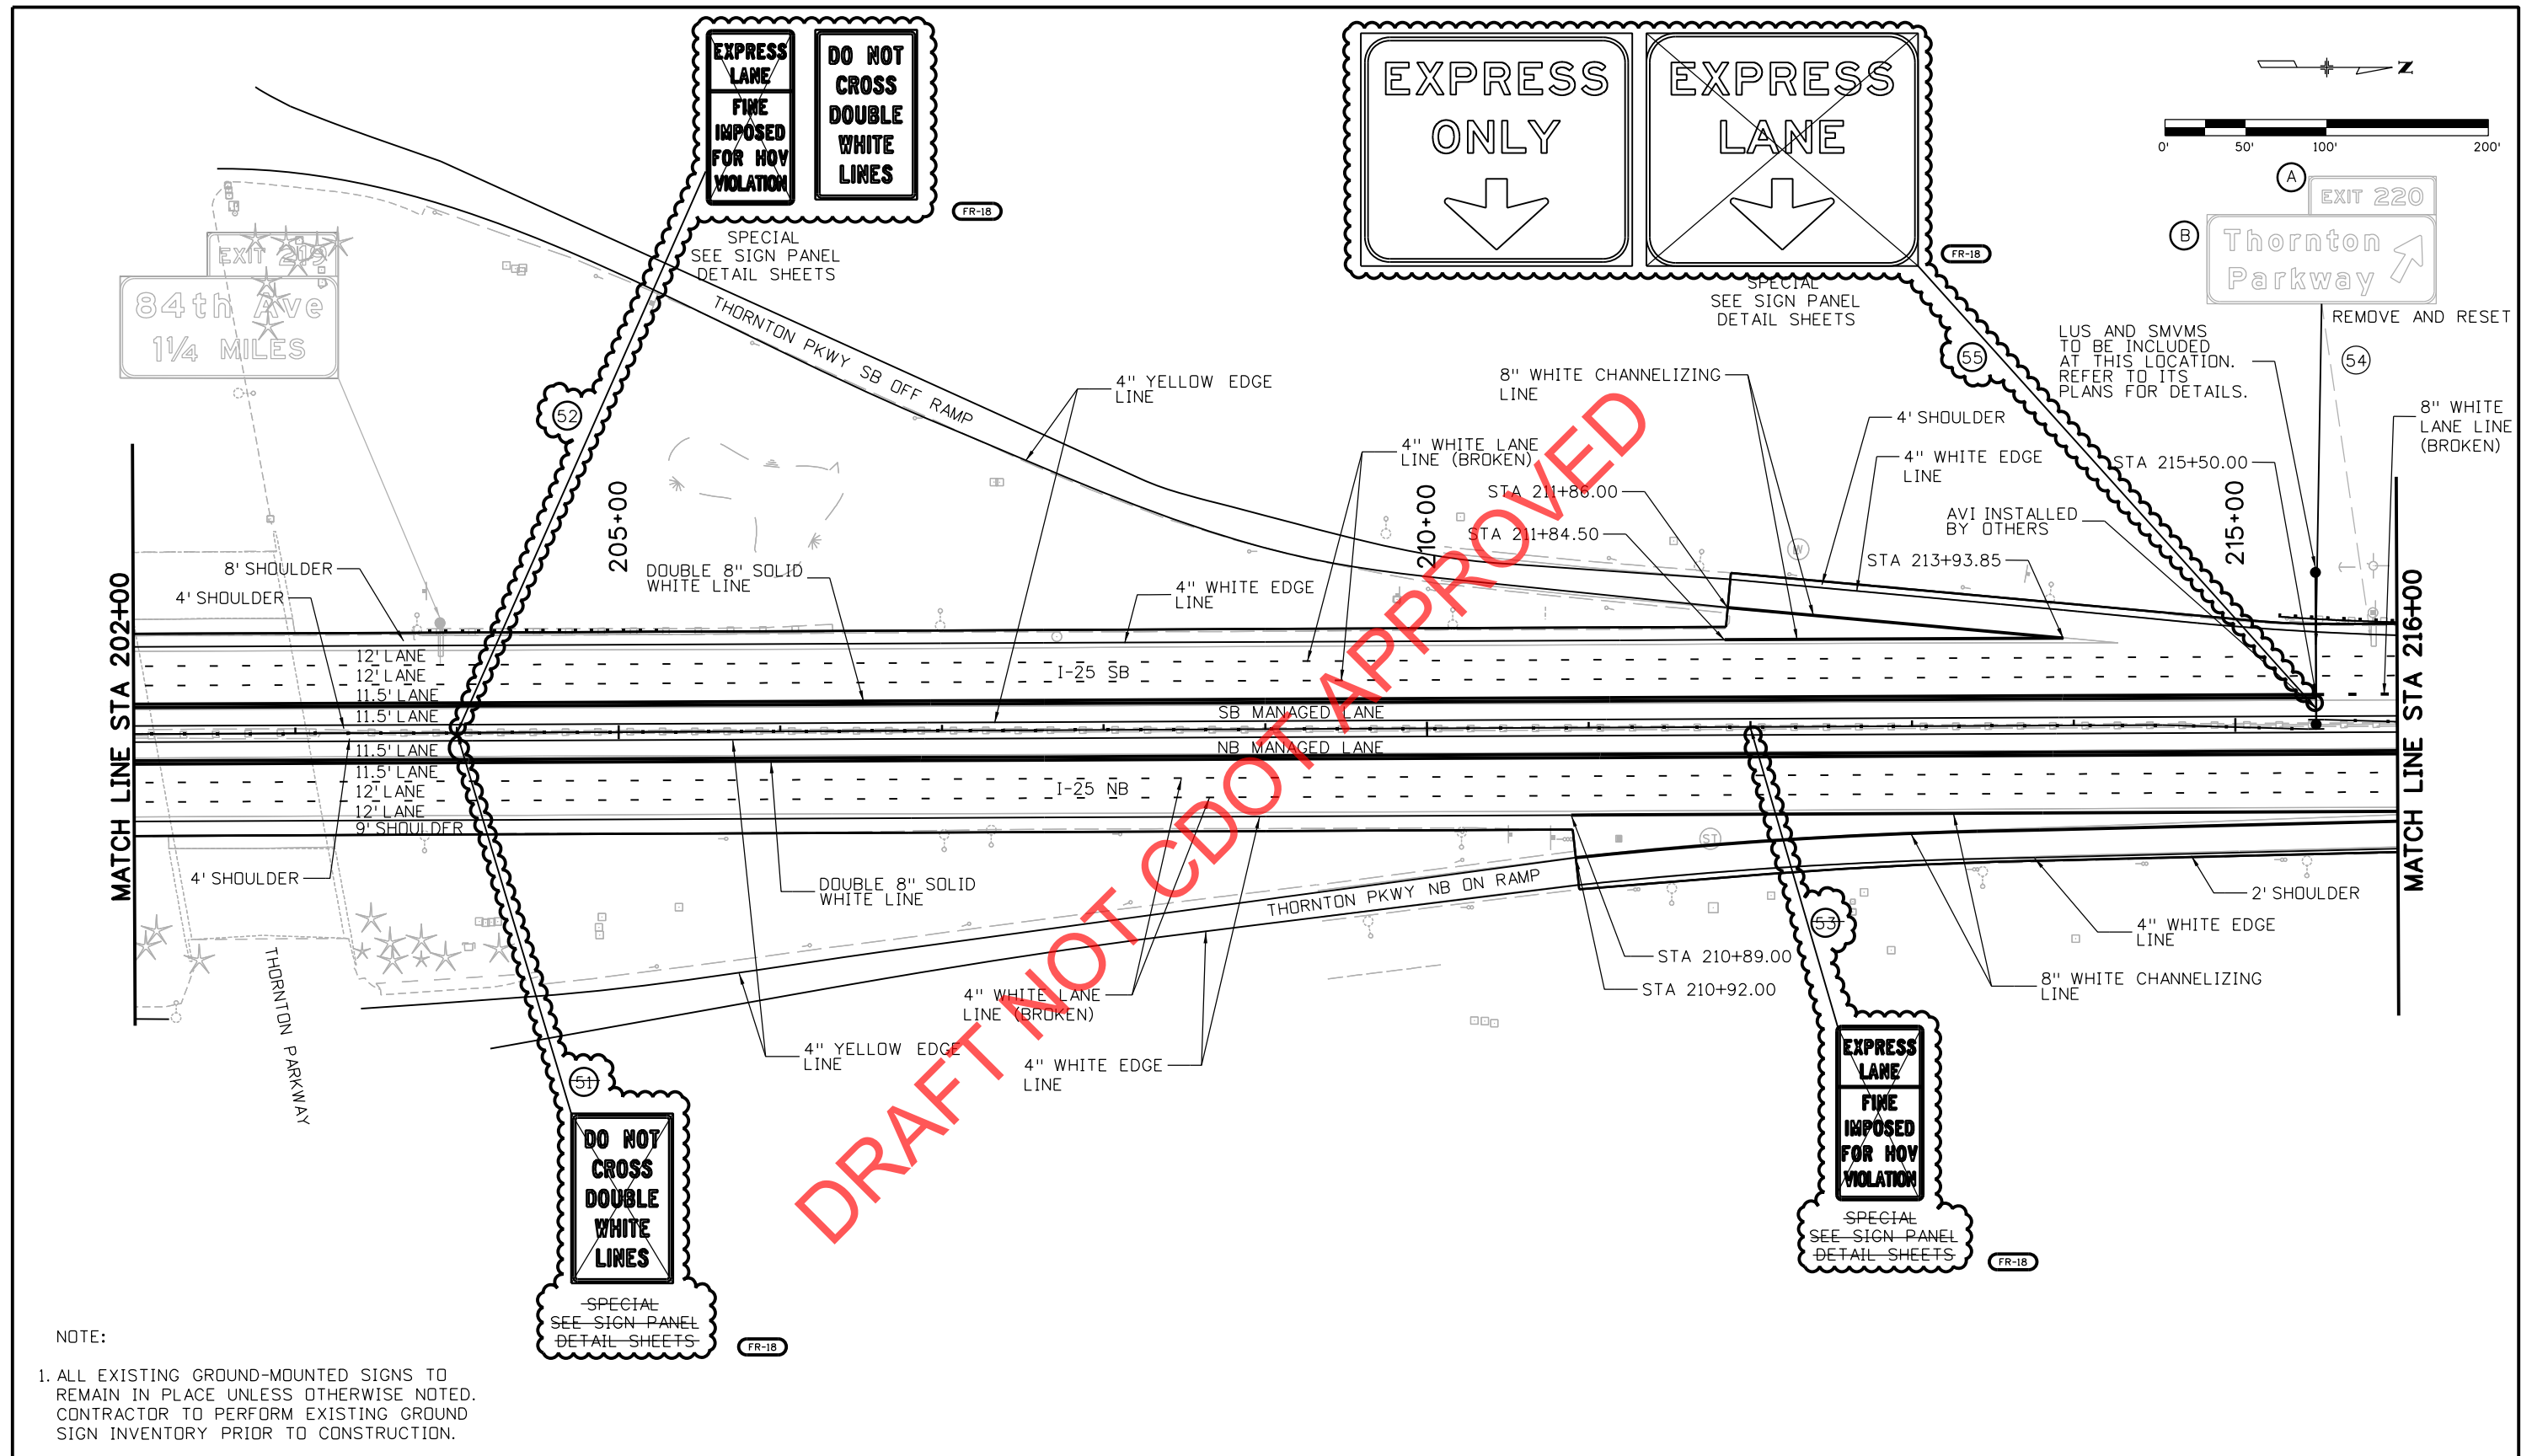 EXPRESS
LANE
FINE
IMPOSED
FOR HOV
VIOLATION
DO NOT
CROSS
DOUBLE
WHITE
LINES
FR-18
SPECIAL
SEE SIGN PANEL
DETAIL SHEETS
EXPRESS
ONLY
EXPRESS
LANE
FR-18
SPECIAL
SEE SIGN PANEL
DETAIL SHEETS
N
0'
50'
100'
200'
A
EXIT 220
B
Thornton
Parkway
REMOVE AND RESET
54
EXIT 219
84th Ave
1¼ MILES
52
55
THORNTON PKWY SB OFF RAMP
LUS AND SMVMS
TO BE INCLUDED
AT THIS LOCATION.
REFER TO ITS
PLANS FOR DETAILS.
4" YELLOW EDGE
LINE
8" WHITE CHANNELIZING
LINE
4' SHOULDER
8" WHITE
LANE LINE
(BROKEN)
4" WHITE LANE
LINE (BROKEN)
4" WHITE EDGE
LINE
STA 215+50.00
STA 211+86.00
STA 211+84.50
AVI INSTALLED
BY OTHERS
STA 213+93.85
W
205+00
210+00
215+00
8' SHOULDER
4' SHOULDER
DOUBLE 8" SOLID
WHITE LINE
4" WHITE EDGE
LINE
MATCH LINE STA 202+00
MATCH LINE STA 216+00
12' LANE
12' LANE
11.5' LANE
11.5' LANE
11.5' LANE
11.5' LANE
12' LANE
12' LANE
9' SHOULDER
I-25 SB
SB MANAGED LANE
NB MANAGED LANE
I-25 NB
ST
4' SHOULDER
DOUBLE 8" SOLID
WHITE LINE
THORNTON PKWY NB ON RAMP
2' SHOULDER
4" WHITE EDGE
LINE
53
STA 210+89.00
STA 210+92.00
8" WHITE CHANNELIZING
LINE
THORNTON PARKWAY
4" WHITE LANE
LINE (BROKEN)
4" YELLOW EDGE
LINE
4" WHITE EDGE
LINE
51
DO NOT
CROSS
DOUBLE
WHITE
LINES
SPECIAL
SEE SIGN PANEL
DETAIL SHEETS
FR-18
EXPRESS
LANE
FINE
IMPOSED
FOR HOV
VIOLATION
SPECIAL
SEE SIGN PANEL
DETAIL SHEETS
FR-18
DRAFT NOT CDOT APPROVED
NOTE:
1. ALL EXISTING GROUND-MOUNTED SIGNS TO
REMAIN IN PLACE UNLESS OTHERWISE NOTED.
CONTRACTOR TO PERFORM EXISTING GROUND
SIGN INVENTORY PRIOR TO CONSTRUCTION.